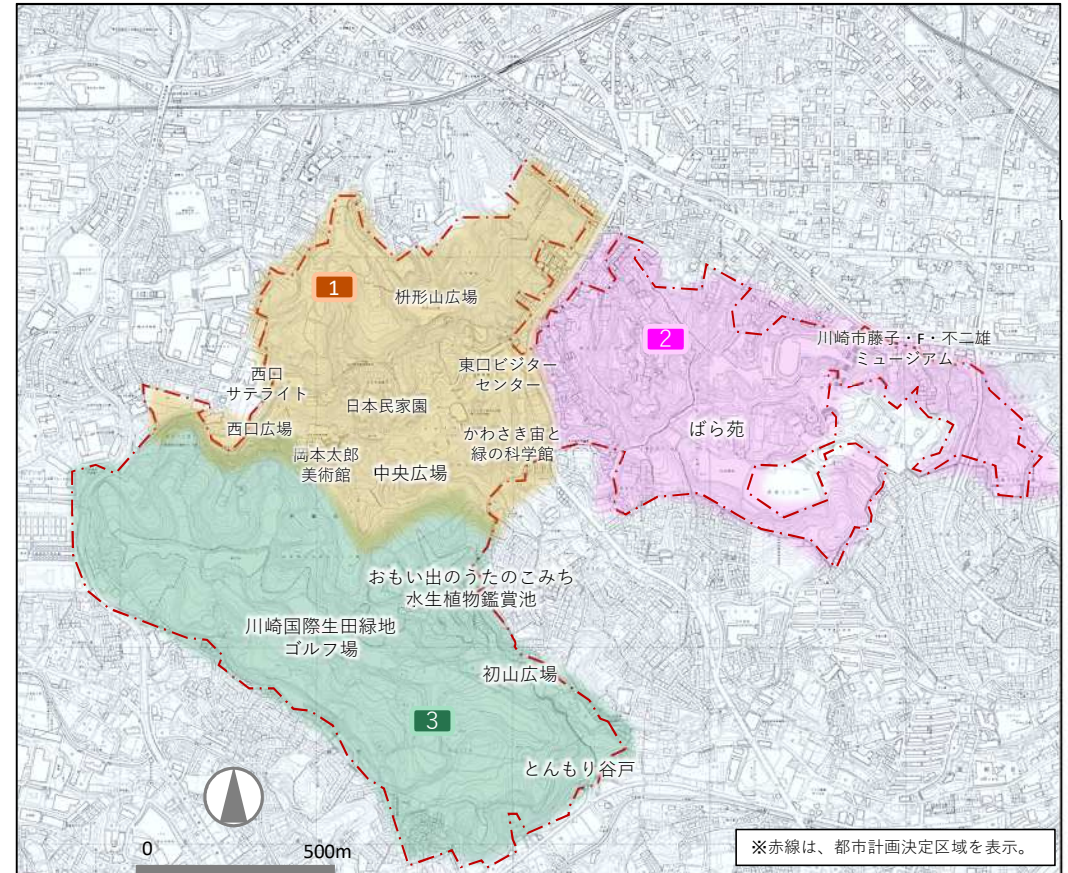 1
枡形山広場
2
川崎市藤子・F・不二雄
ミュージアム
東口ビジター
センター
西口
サテライト
日本民家園
西口広場
かわさき宙と
緑の科学館
ばら苑
岡本太郎
美術館
中央広場
おもい出のうたのこみち
水生植物鑑賞池
川崎国際生田緑地
ゴルフ場
初山広場
3
とんもり谷戸
0
500m
※赤線は、都市計画決定区域を表示。